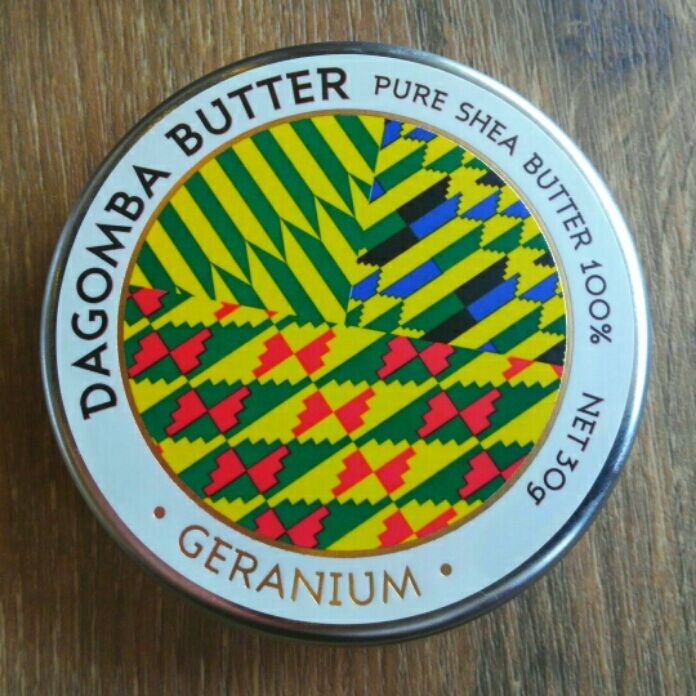 DAGOMBA BUTTER
PURE SHEA BUTTER 100%
NET 30g
• GERANIUM •